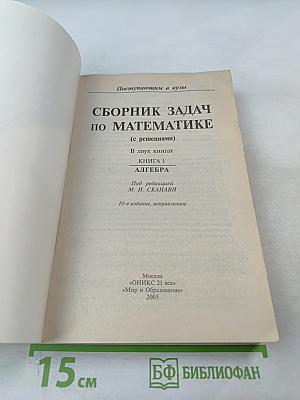 Поступающим в вузы
СБОРНИК ЗАДАЧ
ПО МАТЕМАТИКЕ
(с решениями)
В двух книгах
КНИГА 1
АЛГЕБРА
Под редакцией
М. И. СКАНАВИ
10-е издание, исправленное
Москва
«ОНИКС 21 век»
«Мир и Образование»
2005
15 см
БФ БИБЛИОФАН